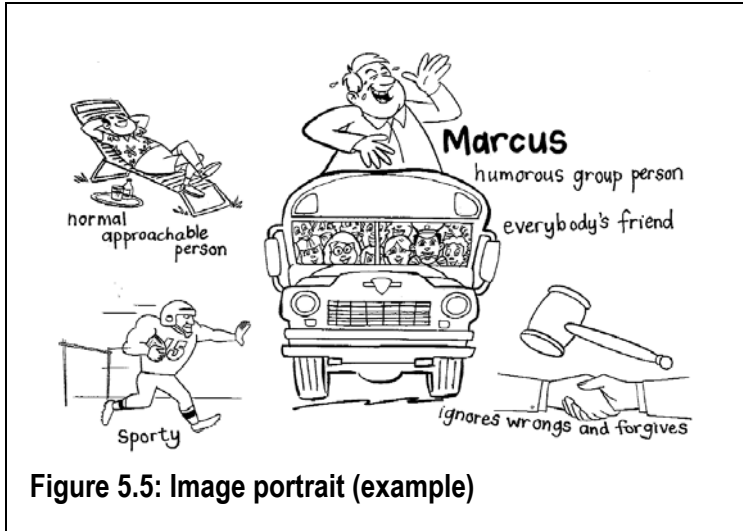 Marcus
humorous group person
everybody's friend
normal
approachable
person
15
Sporty
ignores wrongs and forgives
Figure 5.5: Image portrait (example)